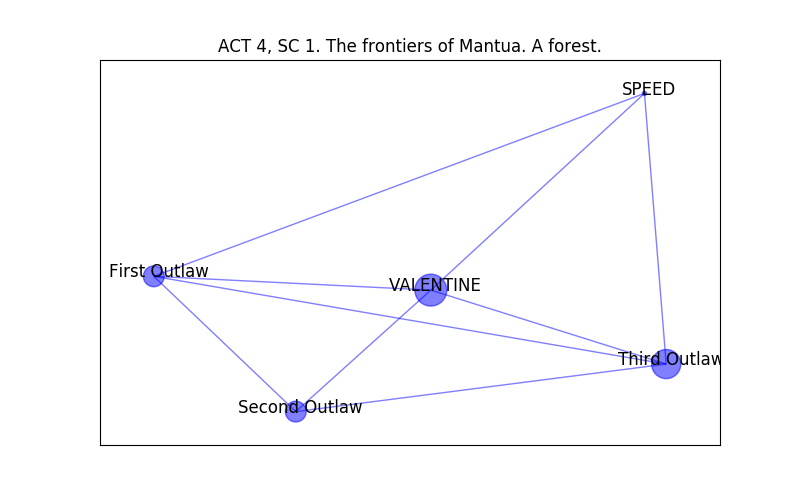 ACT 4, SC 1. The frontiers of Mantua. A forest.
SPEED
First Outlaw
VALENTINE
Third Outlaw
Second Outlaw